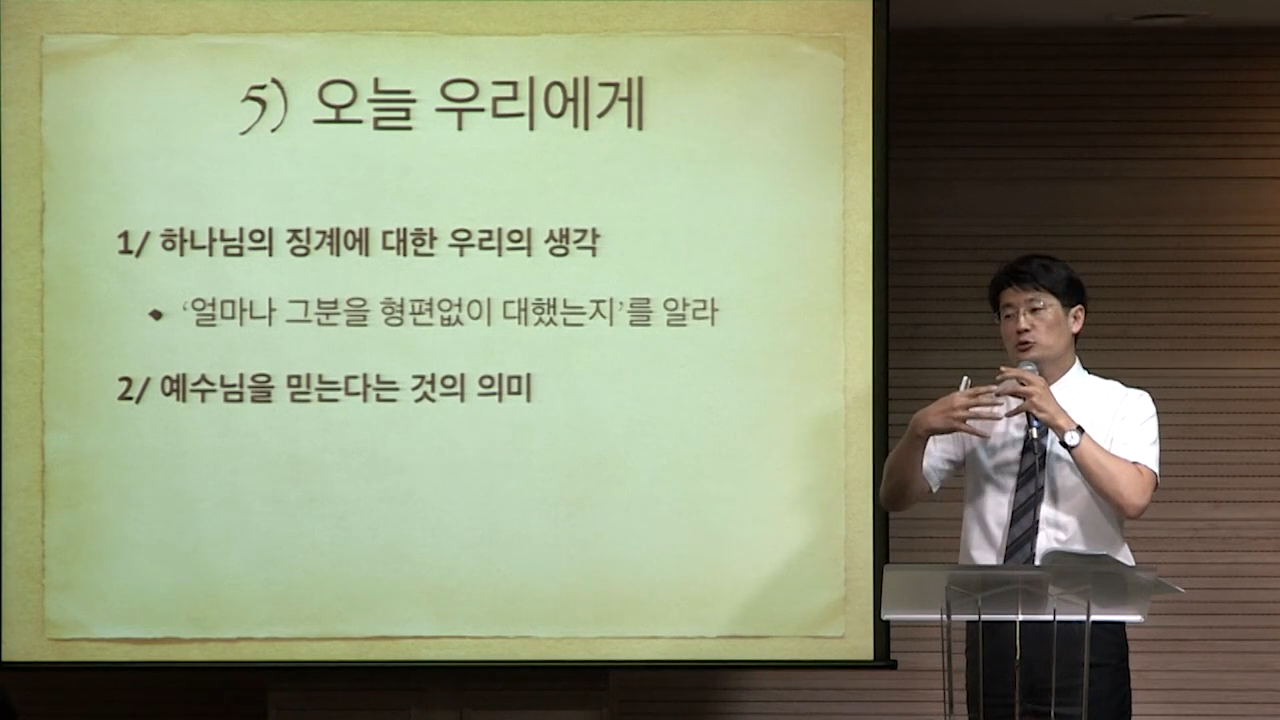 5) 오늘 우리에게
1/ 하나님의 징계에 대한 우리의 생각
◆ ‘얼마나 그분을 형편없이 대했는지’를 알라
2/ 예수님을 믿는다는 것의 의미